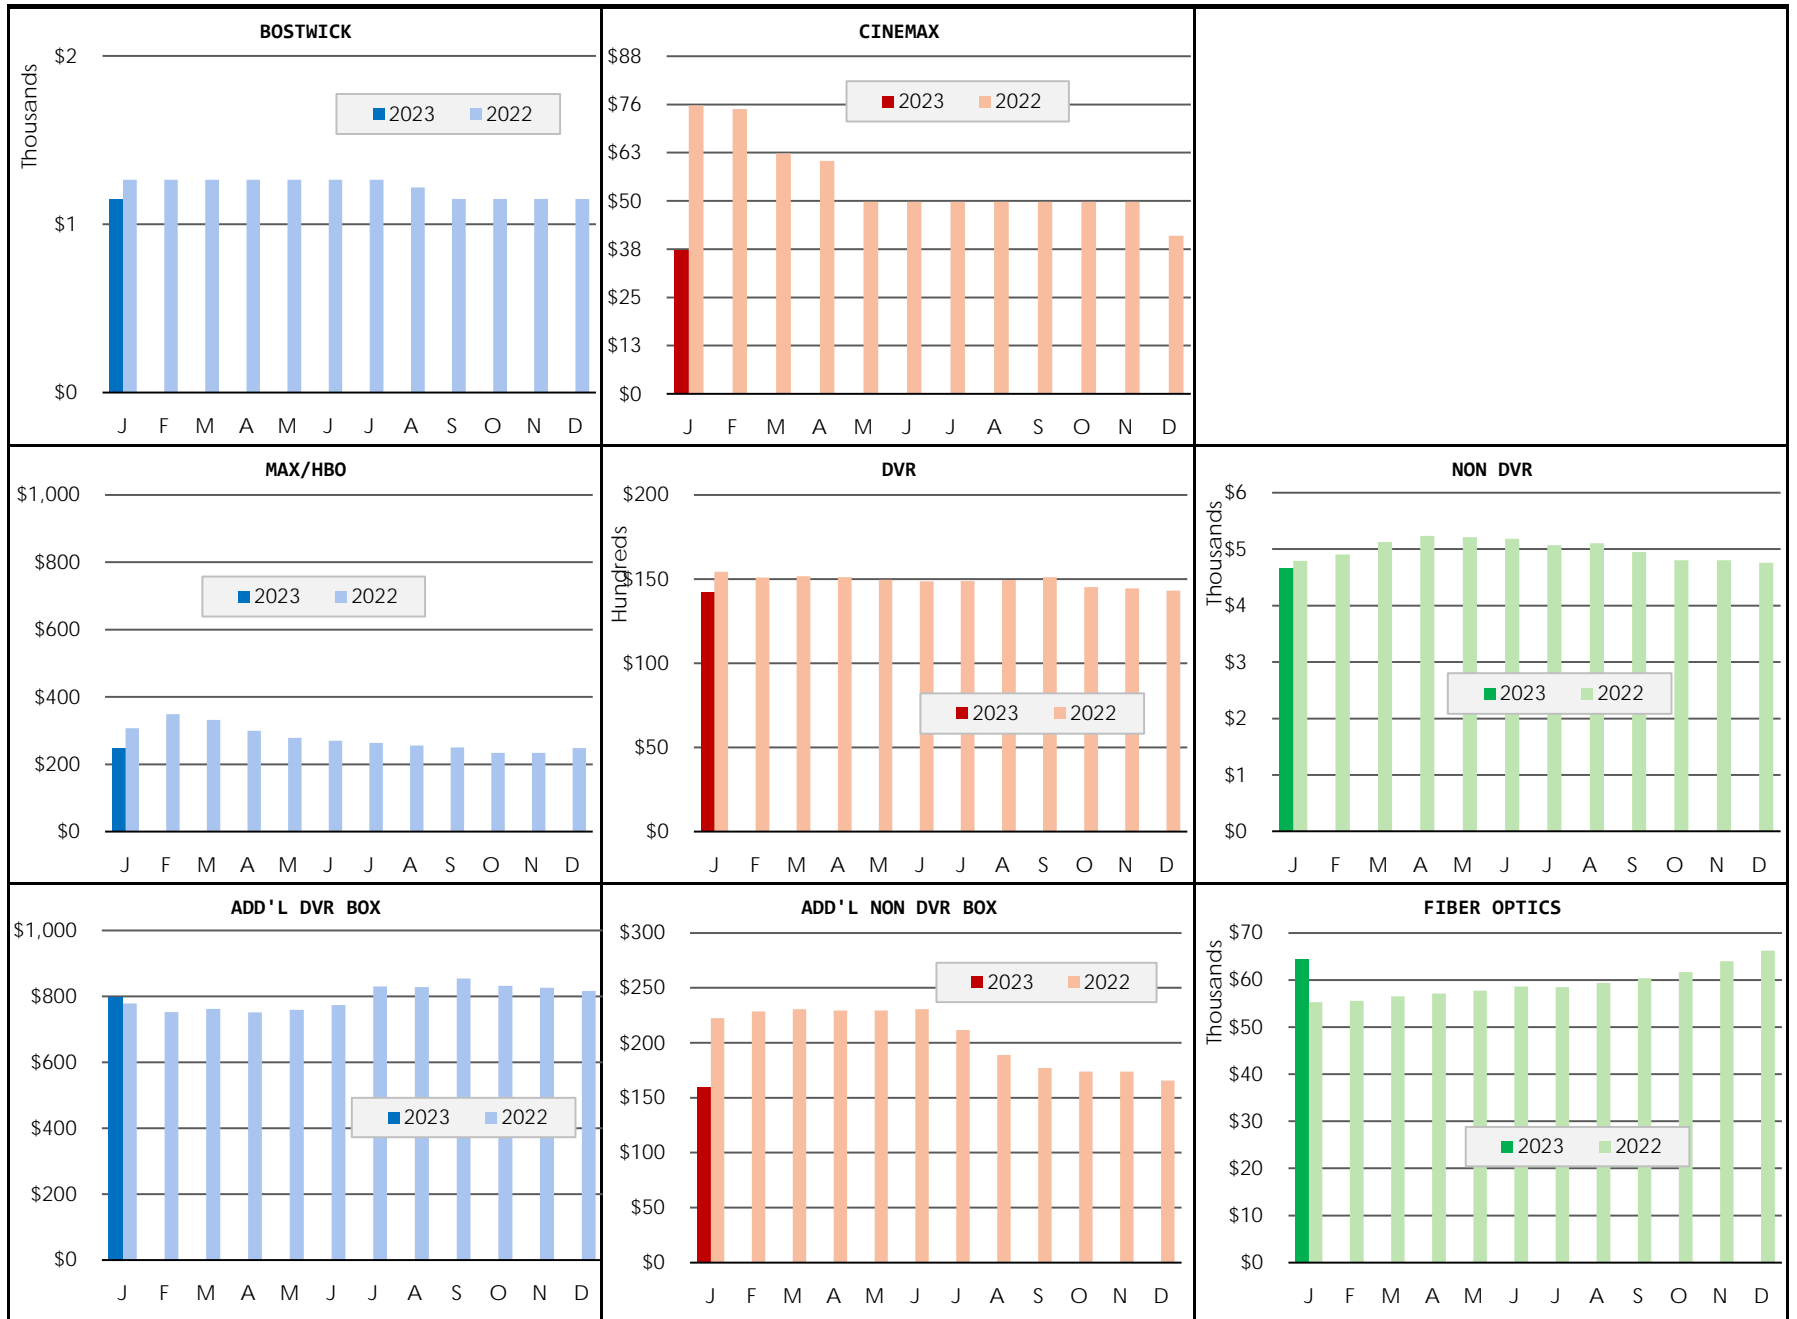 BOSTWICK
Thousands
$2
$1
$0
2023 2022
J F M A M J J A S O N D
CINEMAX
$88
$76
$63
$50
$38
$25
$13
$0
2023 2022
J F M A M J J A S O N D
MAX/HBO
$1,000
$800
$600
$400
$200
$0
2023 2022
J F M A M J J A S O N D
DVR
Hundreds
$200
$150
$100
$50
$0
2023 2022
J F M A M J J A S O N D
NON DVR
Thousands
$6
$5
$4
$3
$2
$1
$0
2023 2022
J F M A M J J A S O N D
ADD'L DVR BOX
$1,000
$800
$600
$400
$200
$0
2023 2022
J F M A M J J A S O N D
ADD'L NON DVR BOX
$300
$250
$200
$150
$100
$50
$0
2023 2022
J F M A M J J A S O N D
FIBER OPTICS
Thousands
$70
$60
$50
$40
$30
$20
$10
$0
2023 2022
J F M A M J J A S O N D